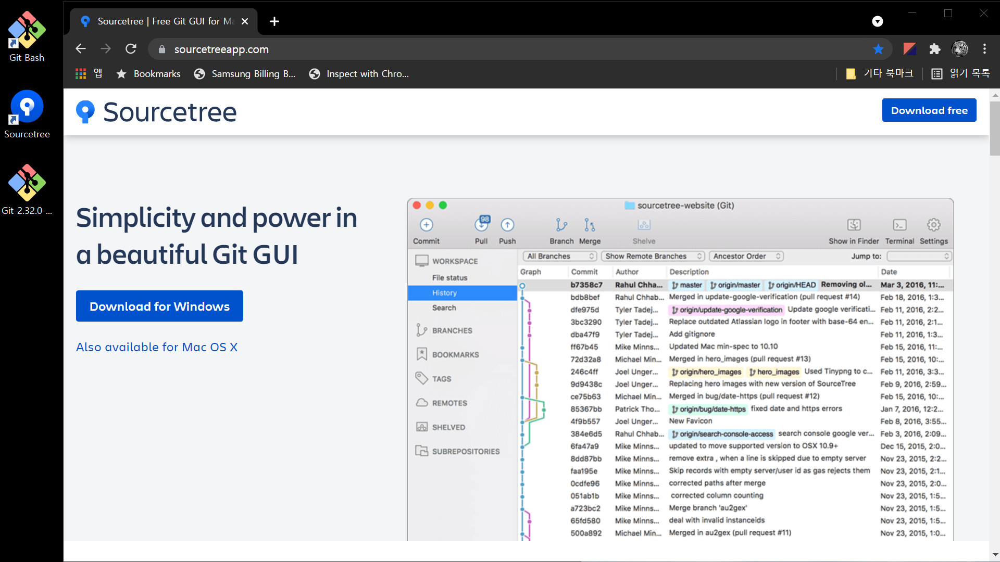 Git Bash
Sourcetree
Git-2.32.0-...
Sourcetree | Free Git GUI for Ma
sourcetreeapp.com
앱 Bookmarks Samsung Billing B... Inspect with Chro... 기타 북마크 읽기 목록
Sourcetree Download free
Simplicity and power in
a beautiful Git GUI
Download for Windows
Also available for Mac OS X
sourcetree-website (Git)
98
Commit Pull Push Branch Merge Shelve Show in Finder Terminal Settings
WORKSPACE
File status
History
Search
BRANCHES
BOOKMARKS
TAGS
REMOTES
SHELVED
SUBREPOSITORIES
All Branches Show Remote Branches Ancestor Order Jump to:
Graph Commit Author Description Date
b7358c7 Rahul Chha... master origin/master origin/HEAD Removing ol... Mar 3, 2016, 11:...
bdb8bef Rahul Chhab... Merged in update-google-verification (pull request #14) Feb 18, 2016, 1:3...
dfe975d Tyler Tadej... origin/update-google-verification Update google verificati... Feb 11, 2016, 2:2...
3bc3290 Tyler Tadej... Replace outdated Atlassian logo in footer with base-64 en... Feb 11, 2016, 2:1...
dba47f9 Tyler Tadej... Add gitignore Feb 11, 2016, 1:3...
ff67b45 Mike Minns... Updated Mac min-spec to 10.10 Feb 15, 2016, 11:...
72d32a8 Michael Min... Merged in hero_images (pull request #13) Feb 15, 2016, 10:...
246c4ff Joel Unger... origin/hero_images hero_images Used Tinypng to c... Feb 11, 2016, 3:3...
9d9438c Joel Unger... Replacing hero images with new version of SourceTree Feb 9, 2016, 2:59...
ce75b63 Michael Min... Merged in bug/date-https (pull request #12) Feb 15, 2016, 10:...
85367bb Patrick Tho... origin/bug/date-https fixed date and https errors Jan 7, 2016, 12:2...
4f9b557 Joel Unger... New Favicon Feb 8, 2016, 3:55...
384e6d5 Rahul Chhab... origin/search-console-access search console google ver... Feb 3, 2016, 2:09...
6fa47a9 Mike Minns... updated to move supported version to OSX 10.9+ Dec 15, 2015, 2:0...
8dd87bb Mike Minns... remove extra , when a line is skipped due to empty server Nov 23, 2015, 2:2...
faa195e Mike Minns... Skip records with empty server/user id as gas rejects them Nov 23, 2015, 2:1...
0cdfe96 Mike Minns... corrected paths after merge Nov 23, 2015, 2:0...
051ab1b Mike Minns... corrected column counting Nov 23, 2015, 1:5...
a723bc2 Mike Minns... Merge branch 'au2gex' Nov 23, 2015, 1:5...
65fd580 Mike Minns... deal with invalid instanceids Nov 23, 2015, 1:5...
500a892 Michael Min... Merged in au2gex (pull request #11) Nov 23, 2015, 1:0...